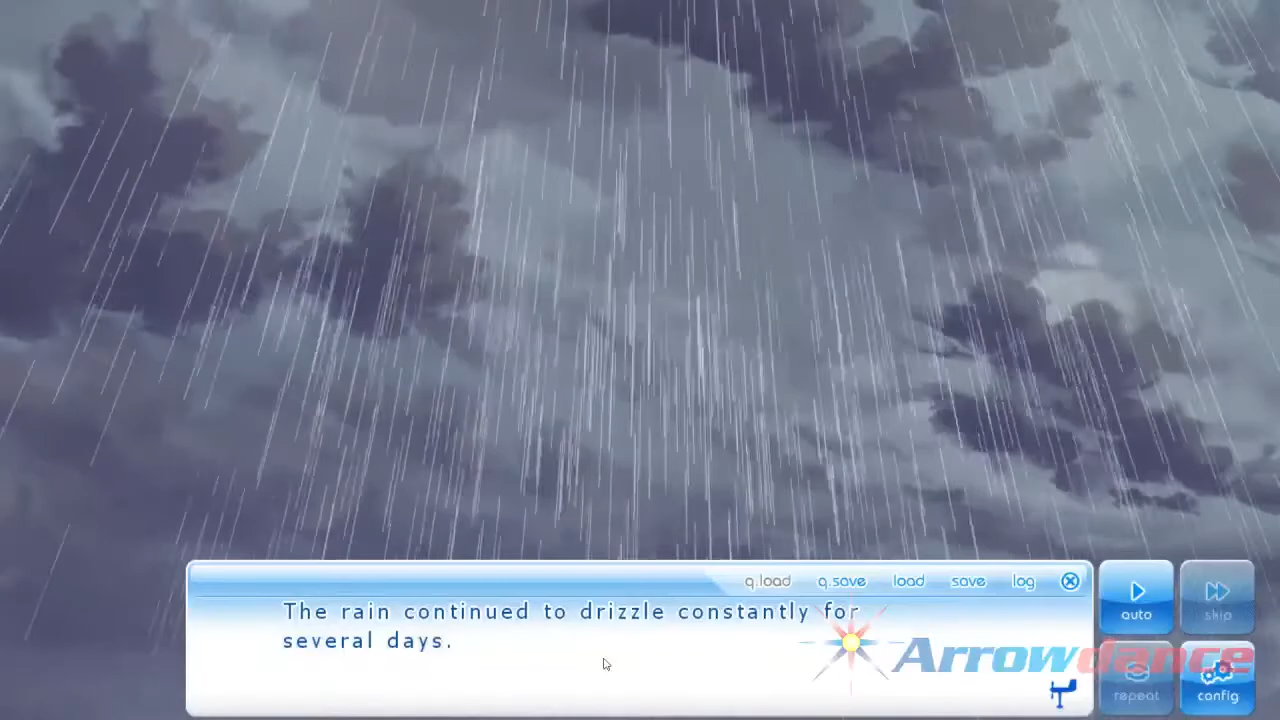 q.load q.save load save log
The rain continued to drizzle constantly for
several days.
auto
skip
Arrowdance
repeat
config